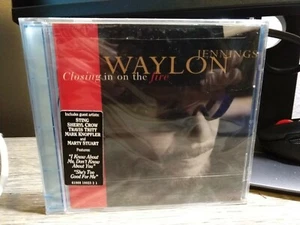 JENNINGS
WAYLON
Closing in on the fire
Includes guest artists
STING
SHERYL CROW
TRAVIS TRITT
MARK KNOPFLER
and
MARTY STUART
Features
"I Know About
Me, Don't Know
About You"
"She's Too
Good For Me"